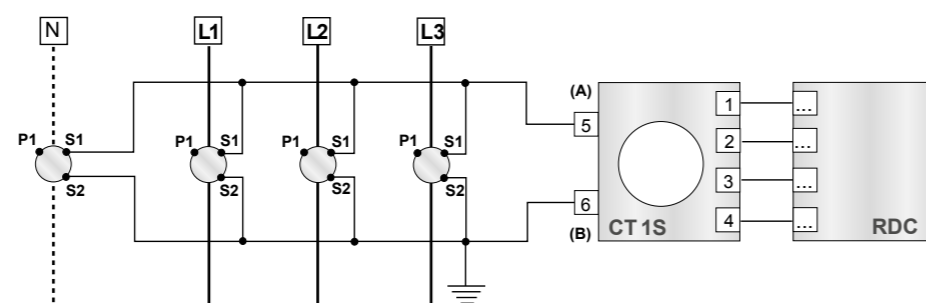 N L1 L2 L3
(A) 1 ...
5
P1 S1 P1 S1 P1 S1 P1 S1 2 ...
S2 S2 S2 S2 3 ...
6 4 ...
(B) CT 1S RDC